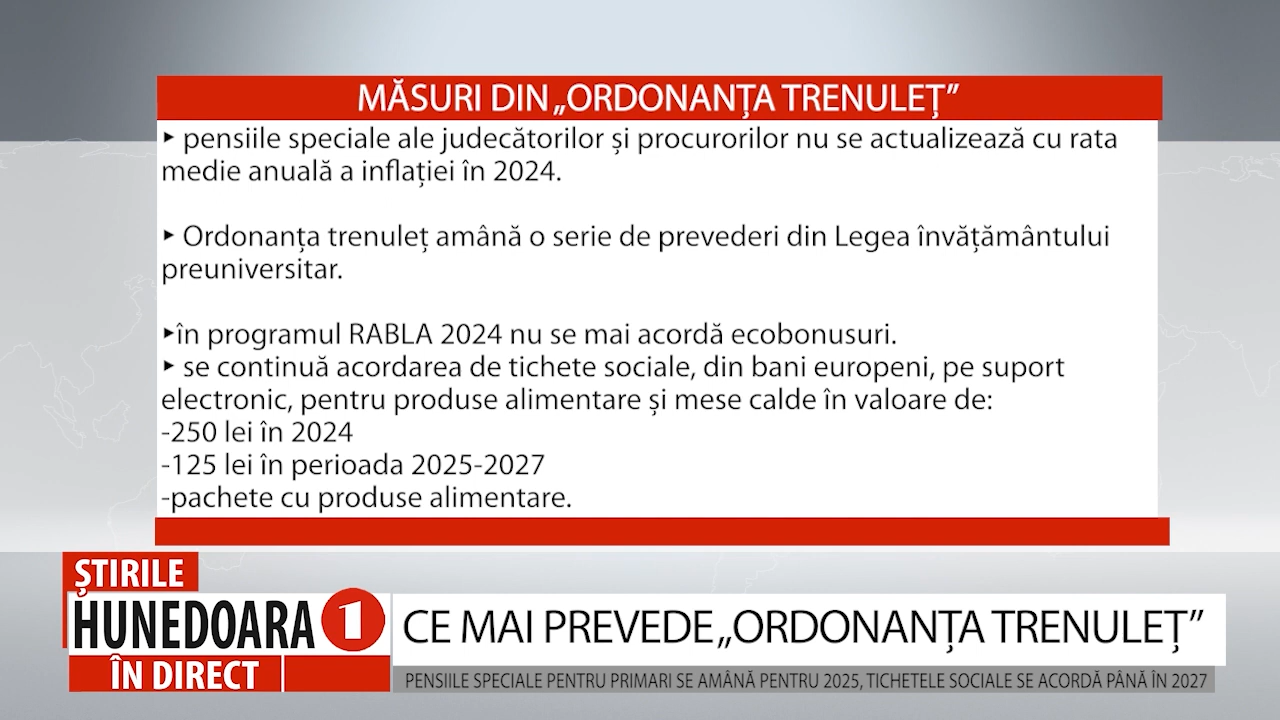 MĂSURI DIN „ORDONANȚA TRENULEȚ”
▸ pensiile speciale ale judecătorilor și procurorilor nu se actualizează cu rata
medie anuală a inflației în 2024.
▸ Ordonanța trenuleț amână o serie de prevederi din Legea învățământului
preuniversitar.
▸în programul RABLA 2024 nu se mai acordă ecobonusuri.
▸ se continuă acordarea de tichete sociale, din bani europeni, pe suport
electronic, pentru produse alimentare și mese calde în valoare de:
-250 lei în 2024
-125 lei în perioada 2025-2027
-pachete cu produse alimentare.
ȘTIRILE
HUNEDOARA 1
ÎN DIRECT
CE MAI PREVEDE „ORDONANȚA TRENULEȚ”
PENSIILE SPECIALE PENTRU PRIMARI SE AMÂNĂ PENTRU 2025, TICHETELE SOCIALE SE ACORDĂ PÂNĂ ÎN 2027